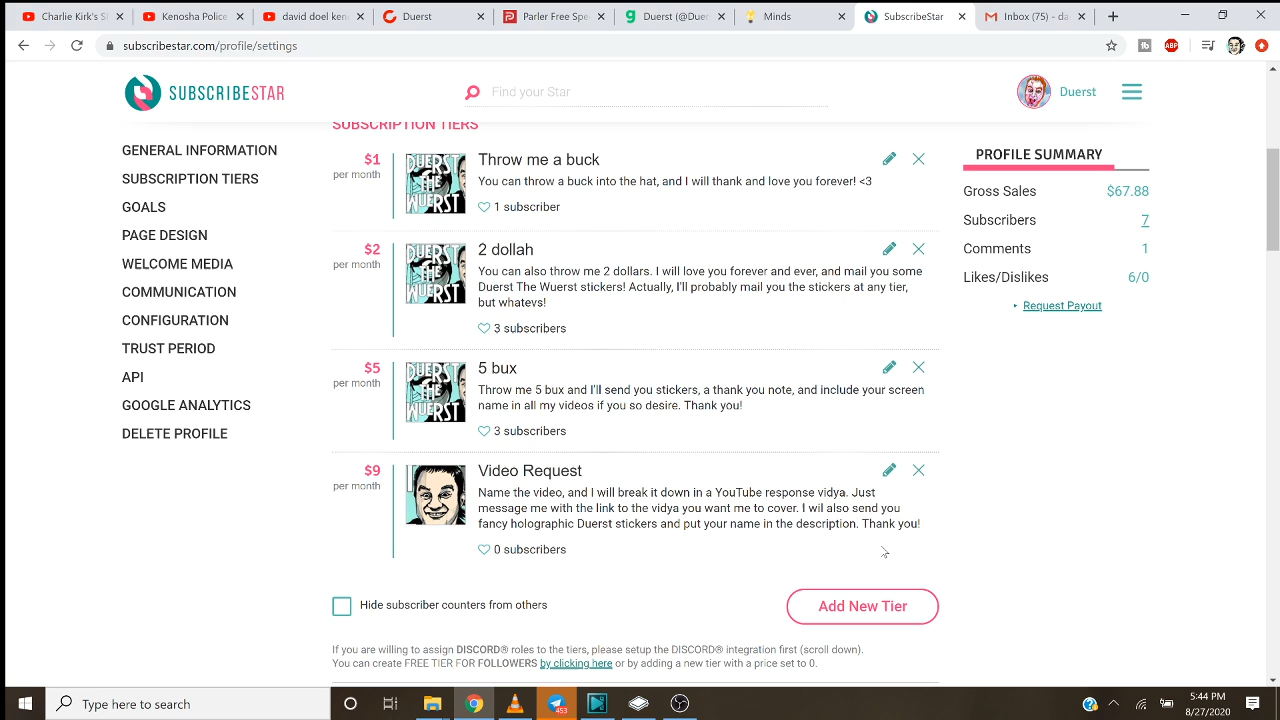 Charlie Kirk's S
Kenosha Police
david doel ken
Duerst
Parler Free Spe
Duerst (@Due
Minds
SubscribeStar
Inbox (75) - da
subscribestar.com/profile/settings
ABP
SUBSCRIBESTAR
Find your Star
Duerst
SUBSCRIPTION TIERS
GENERAL INFORMATION
SUBSCRIPTION TIERS
GOALS
PAGE DESIGN
WELCOME MEDIA
COMMUNICATION
CONFIGURATION
TRUST PERIOD
API
GOOGLE ANALYTICS
DELETE PROFILE
$1
per month
DUERST THE WUERST
Throw me a buck
You can throw a buck into the hat, and I will thank and love you forever! <3
1 subscriber
$2
per month
DUERST THE WUERST
2 dollah
You can also throw me 2 dollars. I will love you forever and ever, and mail you some
Duerst The Wuerst stickers! Actually, I'll probably mail you the stickers at any tier,
but whatevs!
3 subscribers
$5
per month
DUERST THE WUERST
5 bux
Throw me 5 bux and I'll send you stickers, a thank you note, and include your screen
name in all my videos if you so desire. Thank you!
3 subscribers
$9
per month
Video Request
Name the video, and I will break it down in a YouTube response vidya. Just
message me with the link to the vidya you want me to cover. I wil also send you
fancy holographic Duerst stickers and put your name in the description. Thank you!
0 subscribers
Hide subscriber counters from others
Add New Tier
If you are willing to assign DISCORD® roles to the tiers, please setup the DISCORD® integration first (scroll down).
You can create FREE TIER FOR FOLLOWERS by clicking here or by adding a new tier with a price set to 0.
PROFILE SUMMARY
Gross Sales $67.88
Subscribers 7
Comments 1
Likes/Dislikes 6/0
Request Payout
Type here to search
5:44 PM
8/27/2020